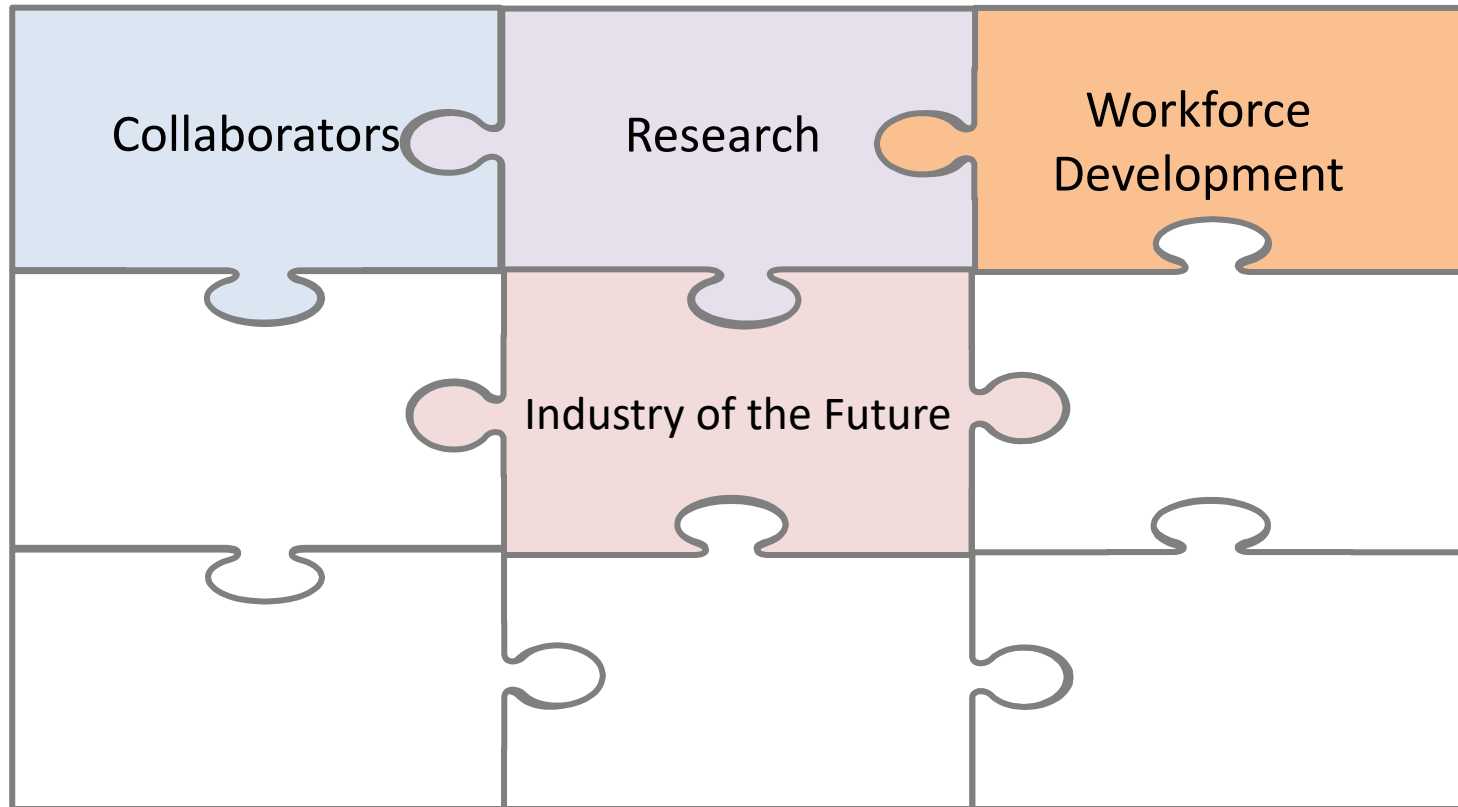 Collaborators
Research
Workforce
Development
Industry of the Future